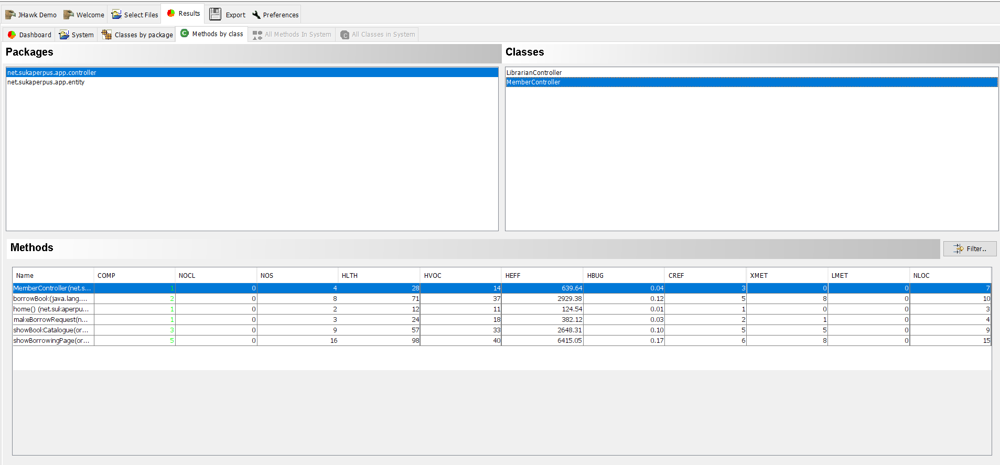 JHawk Demo Welcome Select Files Results Export Preferences
Dashboard System Classes by package Methods by class All Methods In System All Classes in System
Packages
net.sukaperpus.app.controller
net.sukaperpus.app.entity
Classes
LibrarianController
MemberController
Methods
Filter..
Name COMP NOCL NOS HLTH HVOC HEFF HBUG CREF XMET LMET NLOC
MemberController(net.s... 1 0 4 28 14 639.64 0.04 3 0 0 7
borrowBook(java.lang.... 2 0 8 71 37 2929.38 0.12 5 8 0 10
home() (net.sukaperpu... 1 0 2 12 11 124.54 0.01 1 0 0 3
makeBorrowRequest(n... 1 0 3 24 18 382.12 0.03 2 1 0 4
showBookCatalogue(or... 3 0 9 57 33 2648.31 0.10 5 5 0 9
showBorrowingPage(or... 5 0 16 98 40 6415.05 0.17 6 8 0 15